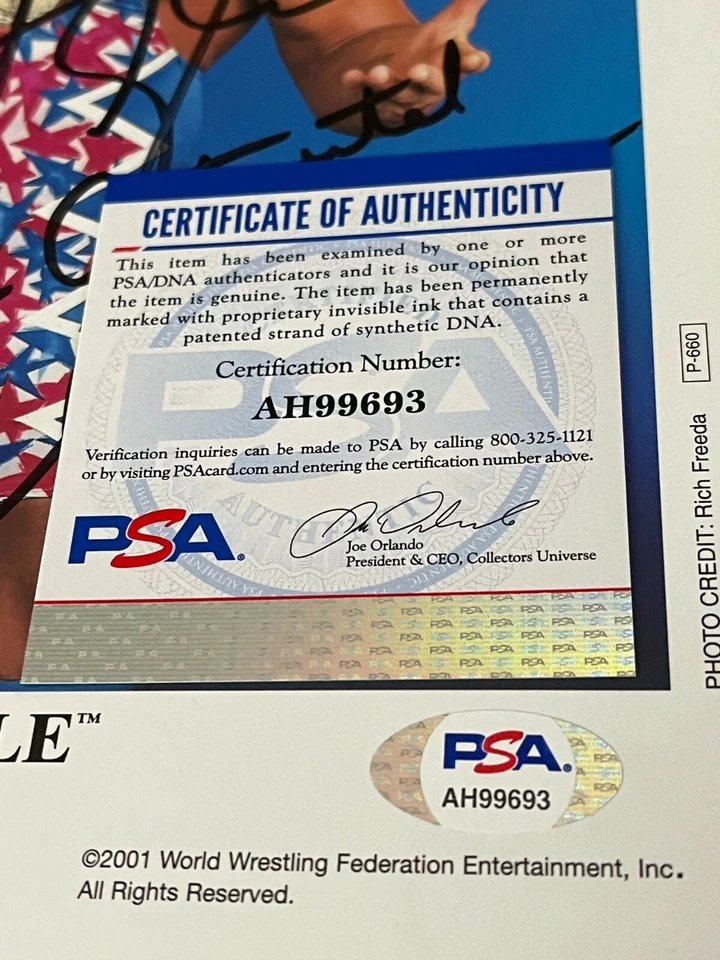 CERTIFICATE OF AUTHENTICITY
This item has been examined by one or more
PSA/DNA authenticators and it is our opinion that
the item is genuine. The item has been permanently
marked with proprietary invisible ink that contains a
patented strand of synthetic DNA.
Certification Number:
AH99693
Verification inquiries can be made to PSA by calling 800-325-1121
or by visiting PSAcard.com and entering the certification number above.
PSA®
Joe Orlando
President & CEO, Collectors Universe
LE™
PSA®
AH99693
©2001 World Wrestling Federation Entertainment, Inc.
All Rights Reserved.
PHOTO CREDIT: Rich Freeda
P-660